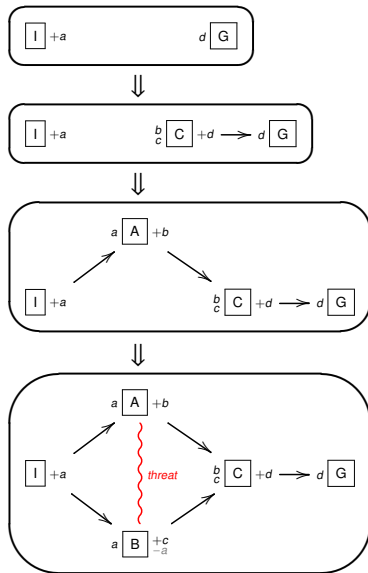 I +a d G
⇓
I +a b c C +d d G
⇓
a A +b
I +a b c C +d d G
⇓
a A +b
I +a threat b c C +d d G
a B +c −a